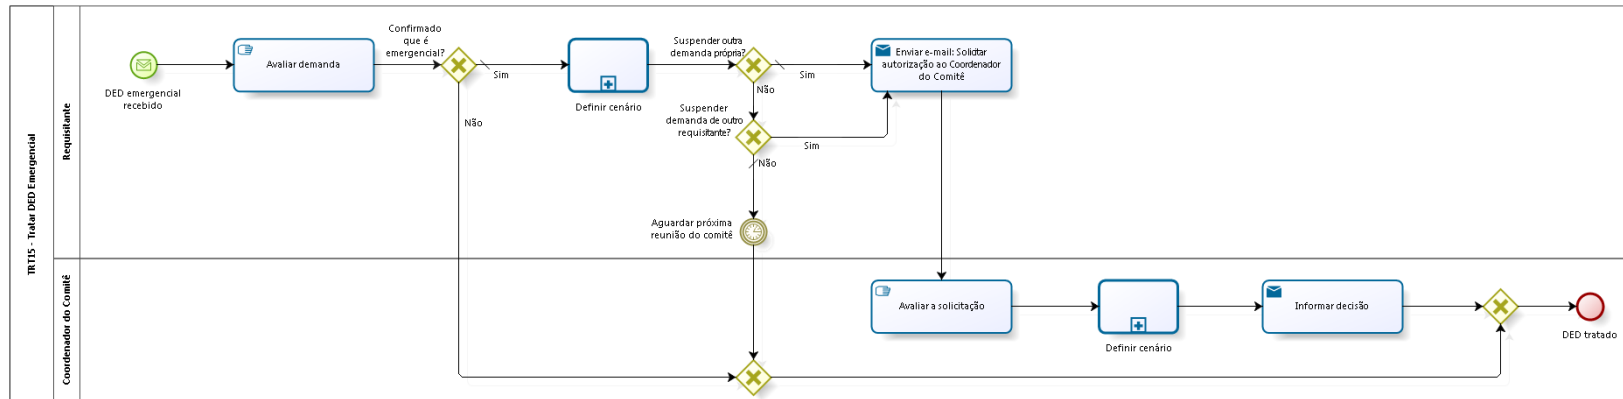 TRT15 - Tratar DED Emergencial
Requisitante
DED emergencial
recebido
Avaliar demanda
Confirmado
que é
emergencial?
Sim
Não
Definir cenário
Suspender outra
demanda própria?
Sim
Não
Suspender
demanda de outro
requisitante?
Sim
Não
Enviar e-mail: Solicitar
autorização ao Coordenador
do Comitê
Aguardar próxima
reunião do comitê
Coordenador do Comitê
Avaliar a solicitação
Definir cenário
Informar decisão
DED tratado